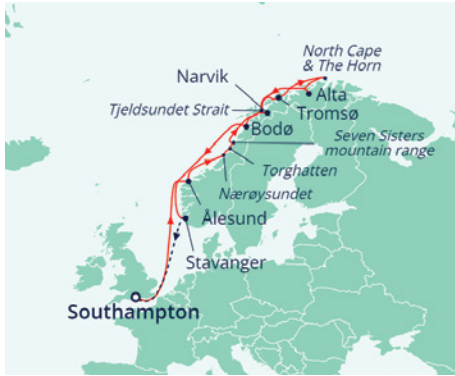 North Cape
& The Horn
Narvik
Alta
Tjeldsundet Strait
Tromsø
Bodø
Seven Sisters
mountain range
Torghatten
Nærøysundet
Ålesund
Stavanger
Southampton